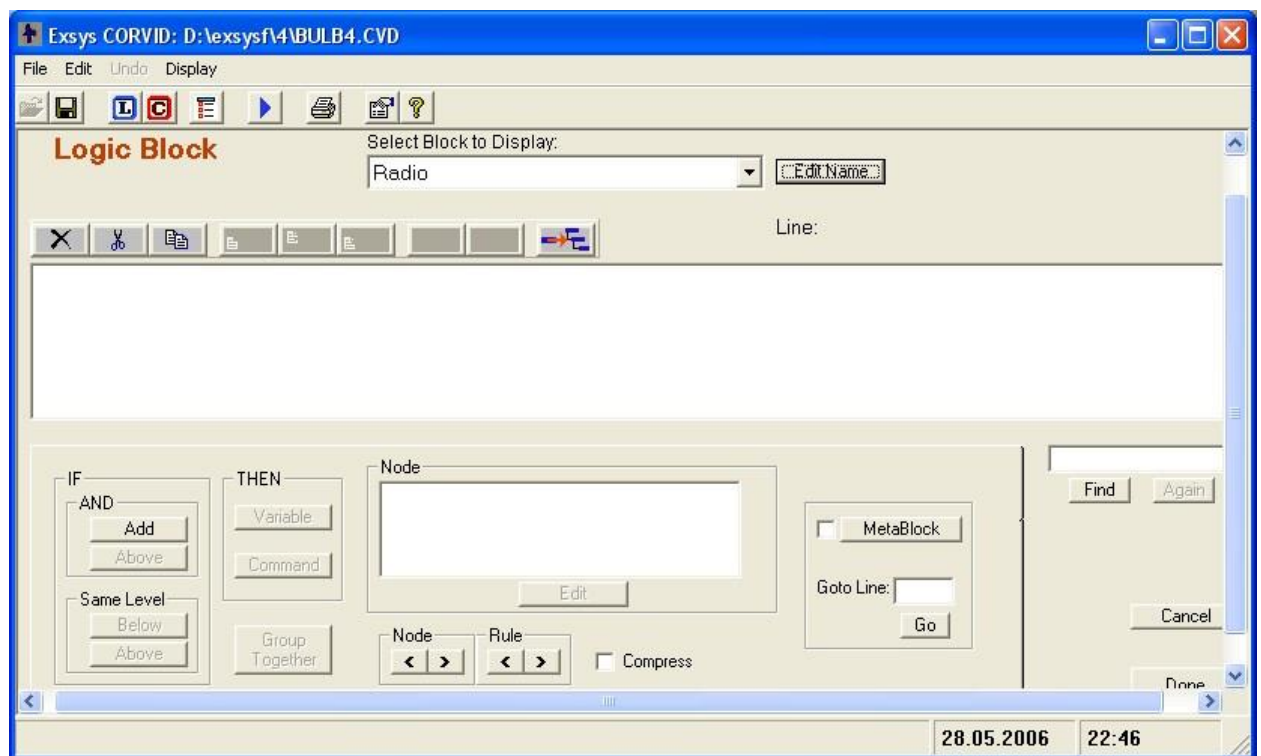 Exsys CORVID: D:\exsysf\4\BULB4.CVD
File Edit Undo Display
L C
Logic Block
Select Block to Display:
Radio
Edit Name
Line:
IF
AND
Add
Above
Same Level
Below
Above
THEN
Variable
Command
Group
Together
Node
Edit
Node
Rule
Compress
MetaBlock
Goto Line:
Go
Find Again
Cancel
Done
28.05.2006 22:46